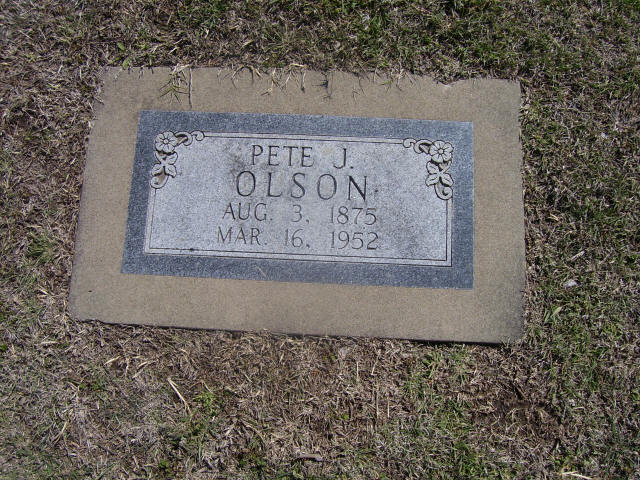 PETE J.
OLSON
AUG. 3, 1875
MAR. 16, 1952